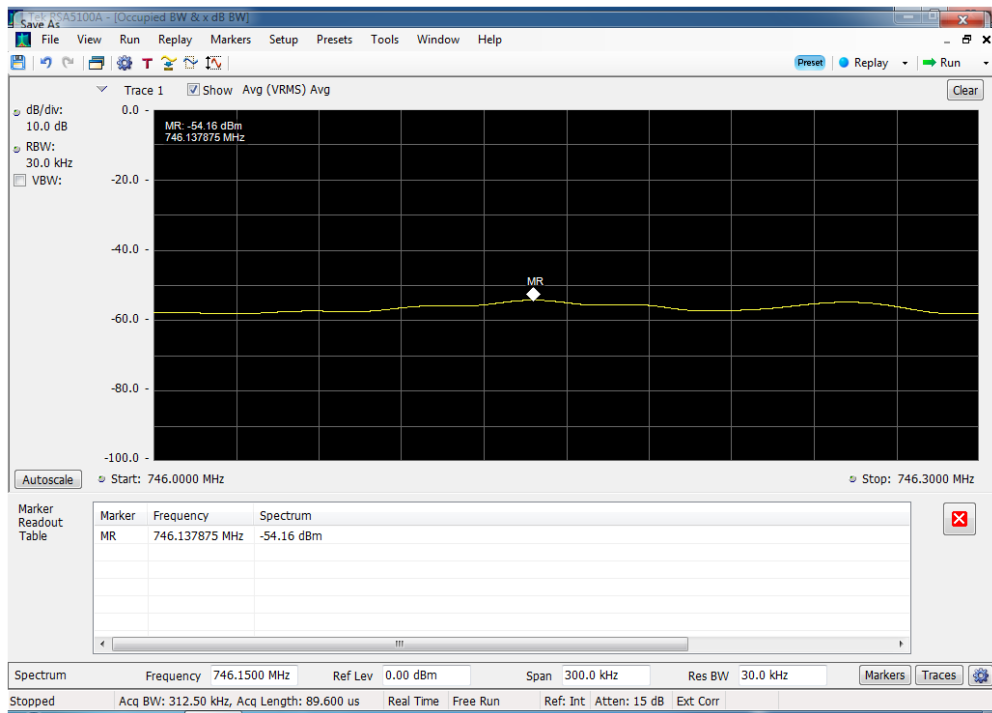 Tek RSA5100A - [Occupied BW & x dB BW]
Save As
File View Run Replay Markers Setup Presets Tools Window Help
T Preset Replay Run
Trace 1 Show Avg (VRMS) Avg Clear
dB/div:
10.0 dB
RBW:
30.0 kHz
VBW:
0.0 -
MR: -54.16 dBm
746.137875 MHz
-20.0 -
-40.0 -
MR
-60.0 -
-80.0 -
-100.0 -
Autoscale Start: 746.0000 MHz Stop: 746.3000 MHz
Marker
Readout
Table
Marker Frequency Spectrum
MR 746.137875 MHz -54.16 dBm
Spectrum Frequency 746.1500 MHz Ref Lev 0.00 dBm Span 300.0 kHz Res BW 30.0 kHz Markers Traces
Stopped Acq BW: 312.50 kHz, Acq Length: 89.600 us Real Time Free Run Ref: Int Atten: 15 dB Ext Corr